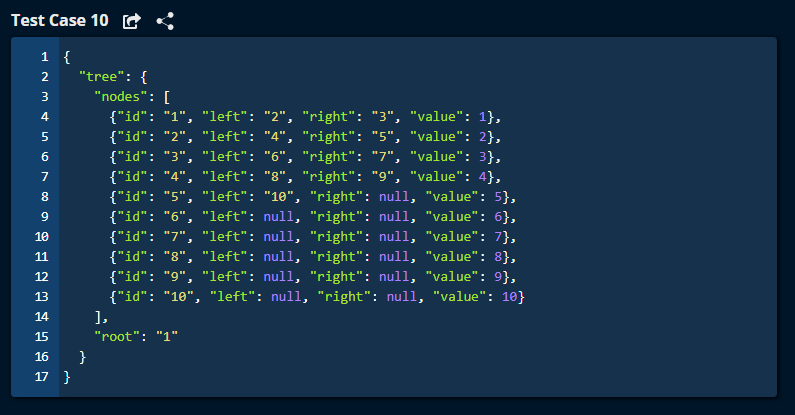 Test Case 10
1 {
2   "tree": {
3     "nodes": [
4       {"id": "1", "left": "2", "right": "3", "value": 1},
5       {"id": "2", "left": "4", "right": "5", "value": 2},
6       {"id": "3", "left": "6", "right": "7", "value": 3},
7       {"id": "4", "left": "8", "right": "9", "value": 4},
8       {"id": "5", "left": "10", "right": null, "value": 5},
9       {"id": "6", "left": null, "right": null, "value": 6},
10       {"id": "7", "left": null, "right": null, "value": 7},
11       {"id": "8", "left": null, "right": null, "value": 8},
12       {"id": "9", "left": null, "right": null, "value": 9},
13       {"id": "10", "left": null, "right": null, "value": 10}
14     ],
15     "root": "1"
16   }
17 }